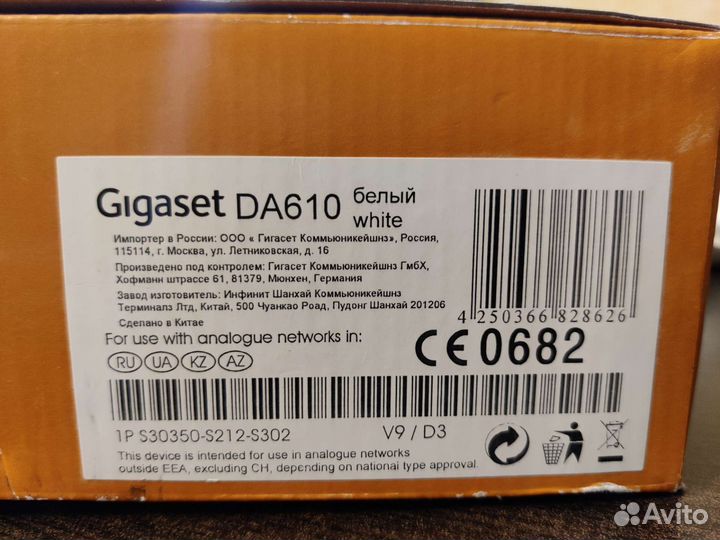 Gigaset DA610 белый
white
Импортер в России: ООО « Гигасет Коммьюникейшнз», Россия,
115114, г. Москва, ул. Летниковская, д. 16
Произведено под контролем: Гигасет Коммьюникейшнз ГмбХ,
Хофманн штрассе 61, 81379, Мюнхен, Германия
Завод изготовитель: Инфинит Шанхай Коммьюникейшнз
Терминалз Лтд, Китай, 500 Чуанкао Роад, Пудонг Шанхай 201206
Сделано в Китае
4 250366 828626
For use with analogue networks in:
RU UA KZ AZ
CE 0682
1P S30350-S212-S302 V9 / D3
This device is intended for use in analogue networks
outside EEA, excluding CH, depending on national type approval.
Avito